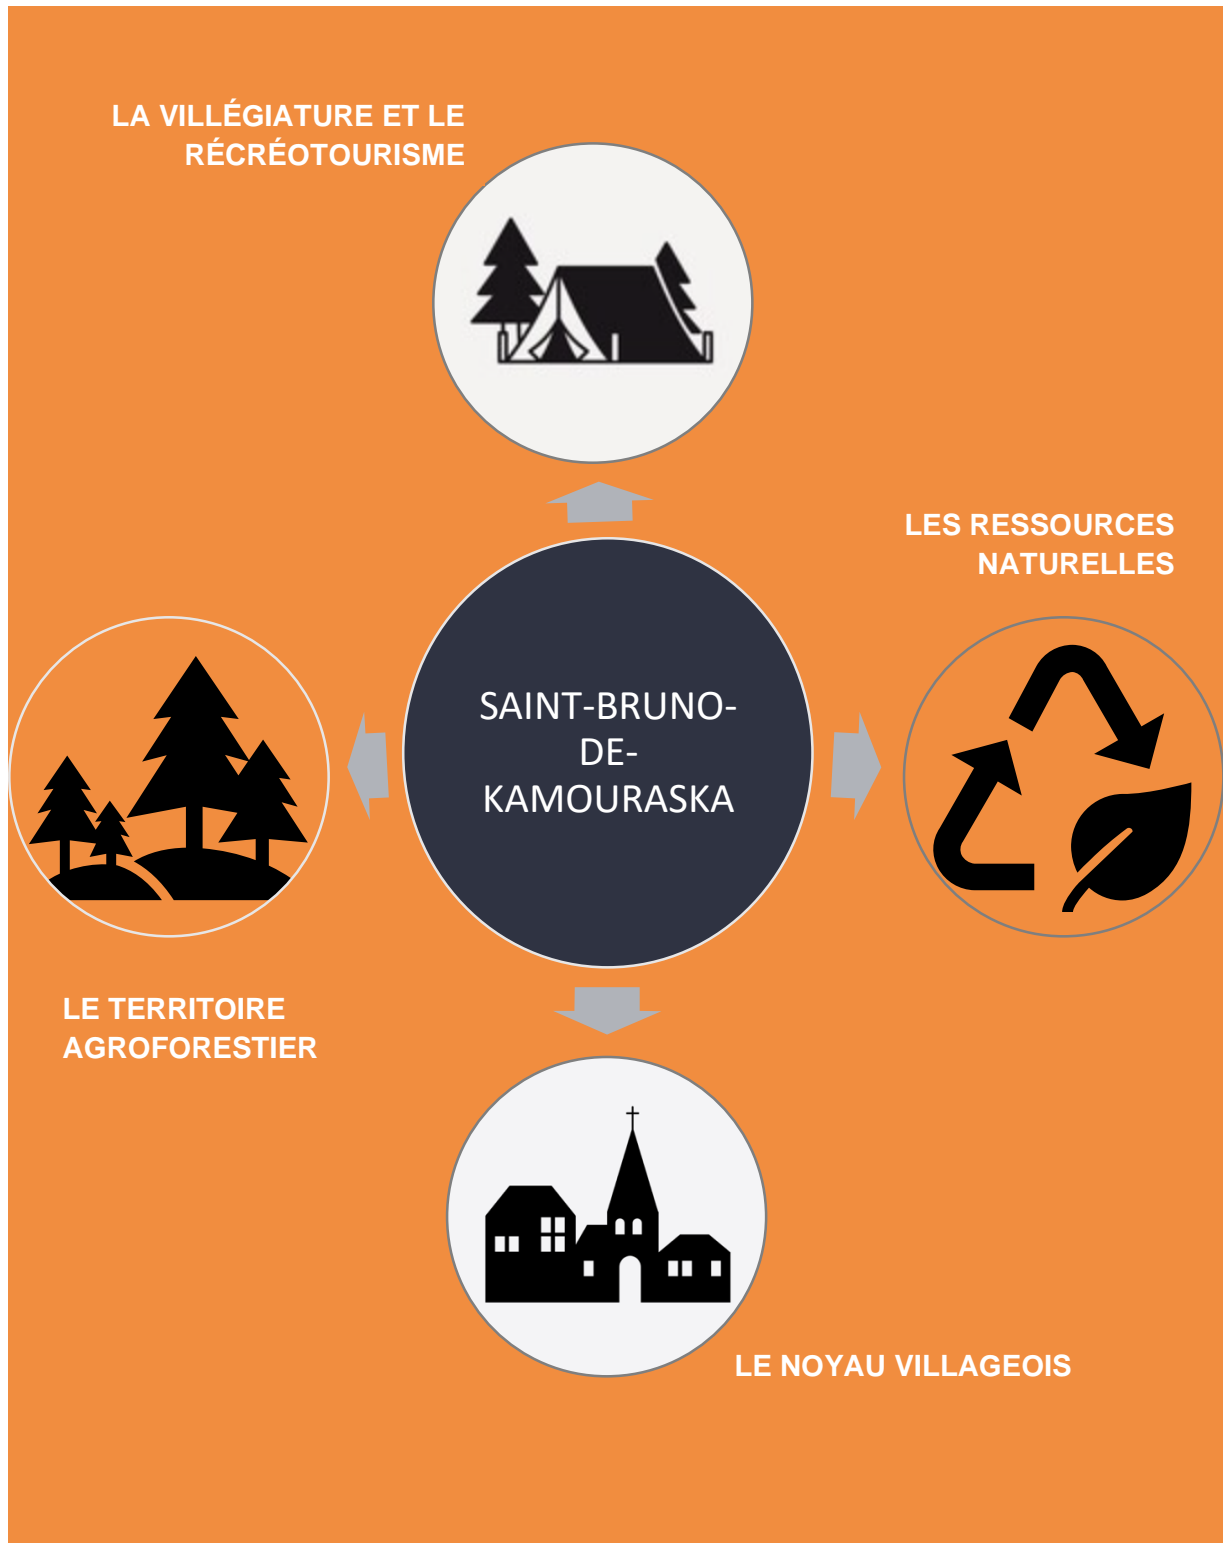 LA VILLÉGIATURE ET LE
RÉCRÉOTOURISME
LES RESSOURCES
NATURELLES
SAINT-BRUNO-
DE-
KAMOURASKA
LE TERRITOIRE
AGROFORESTIER
LE NOYAU VILLAGEOIS